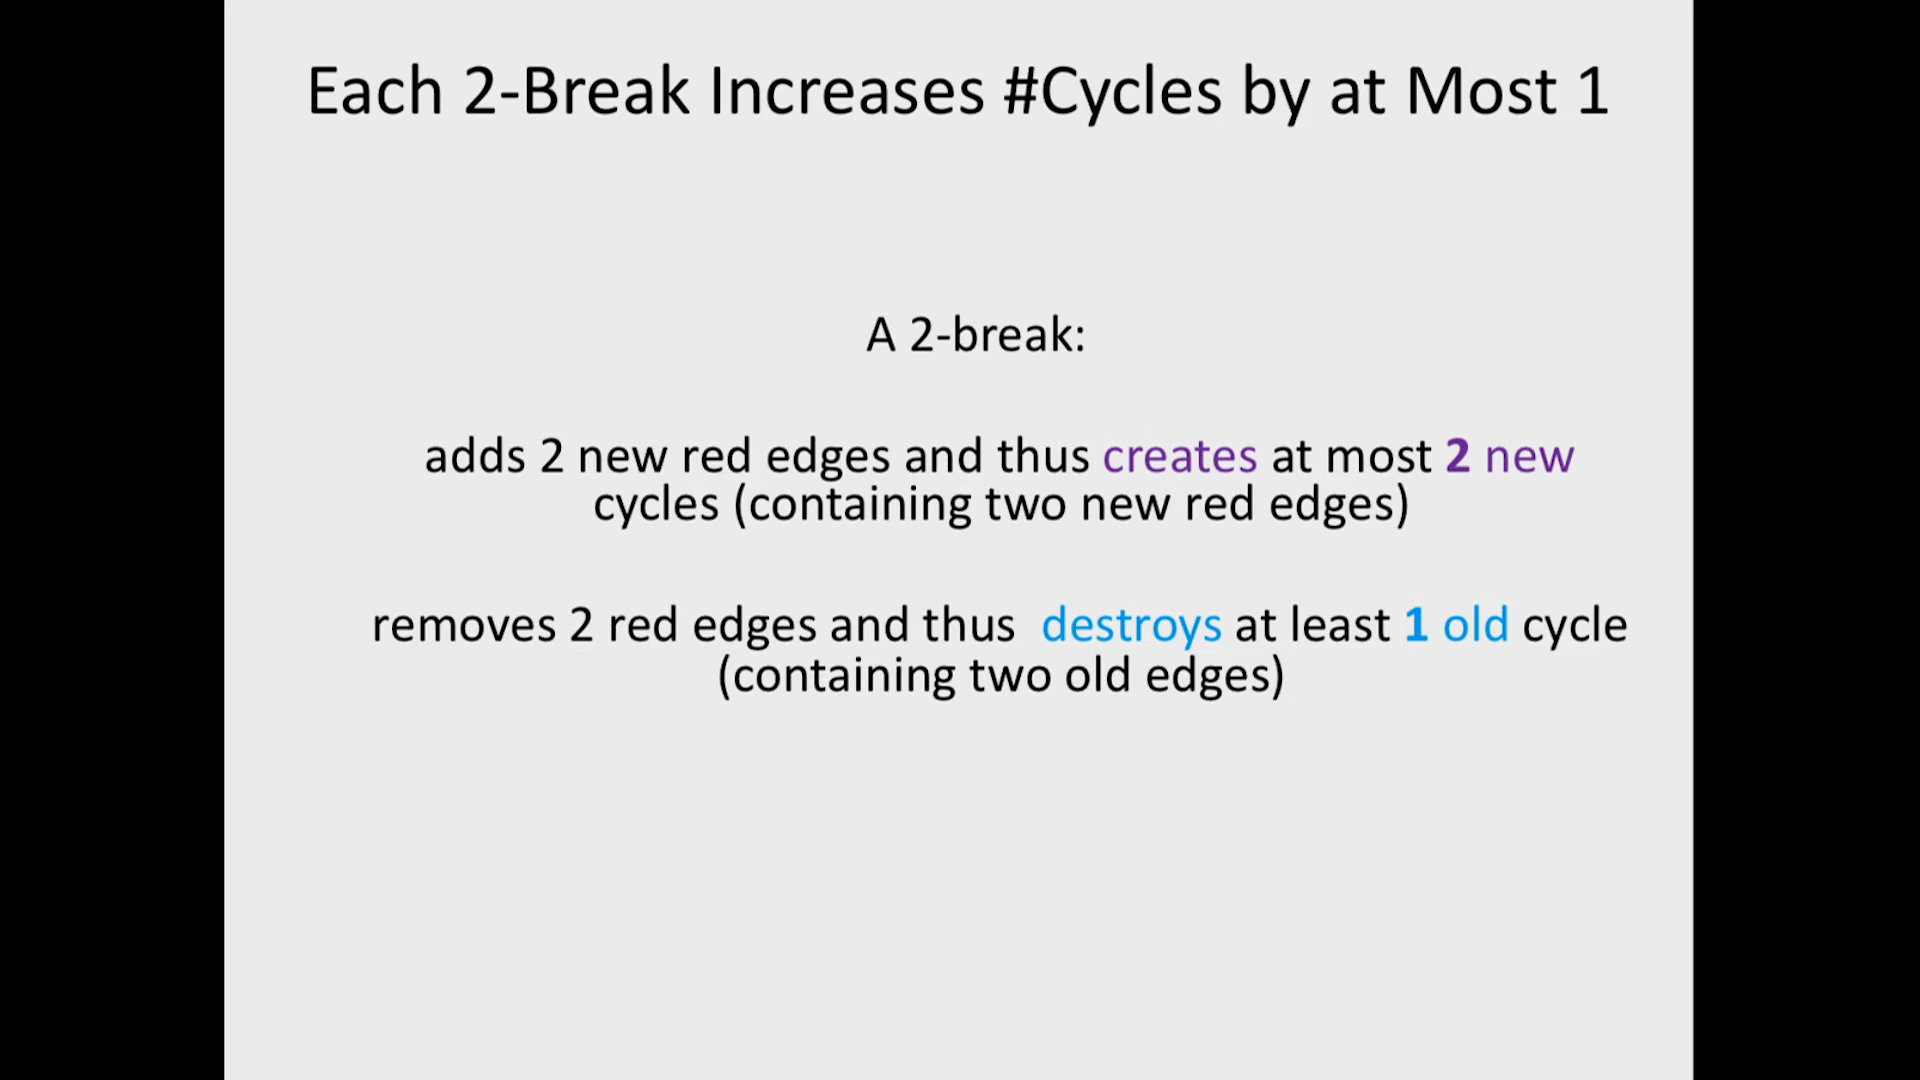 Each 2-Break Increases #Cycles by at Most 1
A 2-break:
adds 2 new red edges and thus creates at most 2 new
cycles (containing two new red edges)
removes 2 red edges and thus destroys at least 1 old cycle
(containing two old edges)